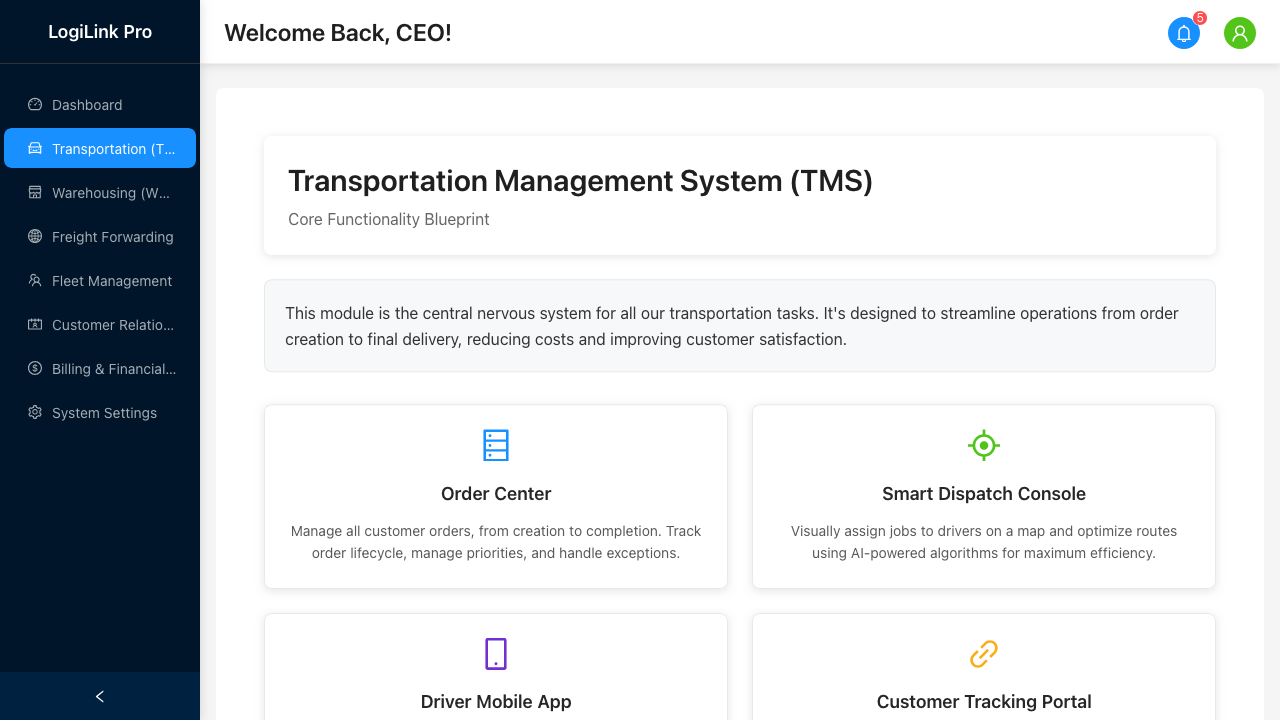 LogiLink Pro
Welcome Back, CEO!
5
Dashboard
Transportation (T...
Warehousing (W...
Freight Forwarding
Fleet Management
Customer Relatio...
Billing & Financial...
System Settings
Transportation Management System (TMS)
Core Functionality Blueprint
This module is the central nervous system for all our transportation tasks. It's designed to streamline operations from order
creation to final delivery, reducing costs and improving customer satisfaction.
Order Center
Manage all customer orders, from creation to completion. Track
order lifecycle, manage priorities, and handle exceptions.
Smart Dispatch Console
Visually assign jobs to drivers on a map and optimize routes
using AI-powered algorithms for maximum efficiency.
Driver Mobile App
Customer Tracking Portal